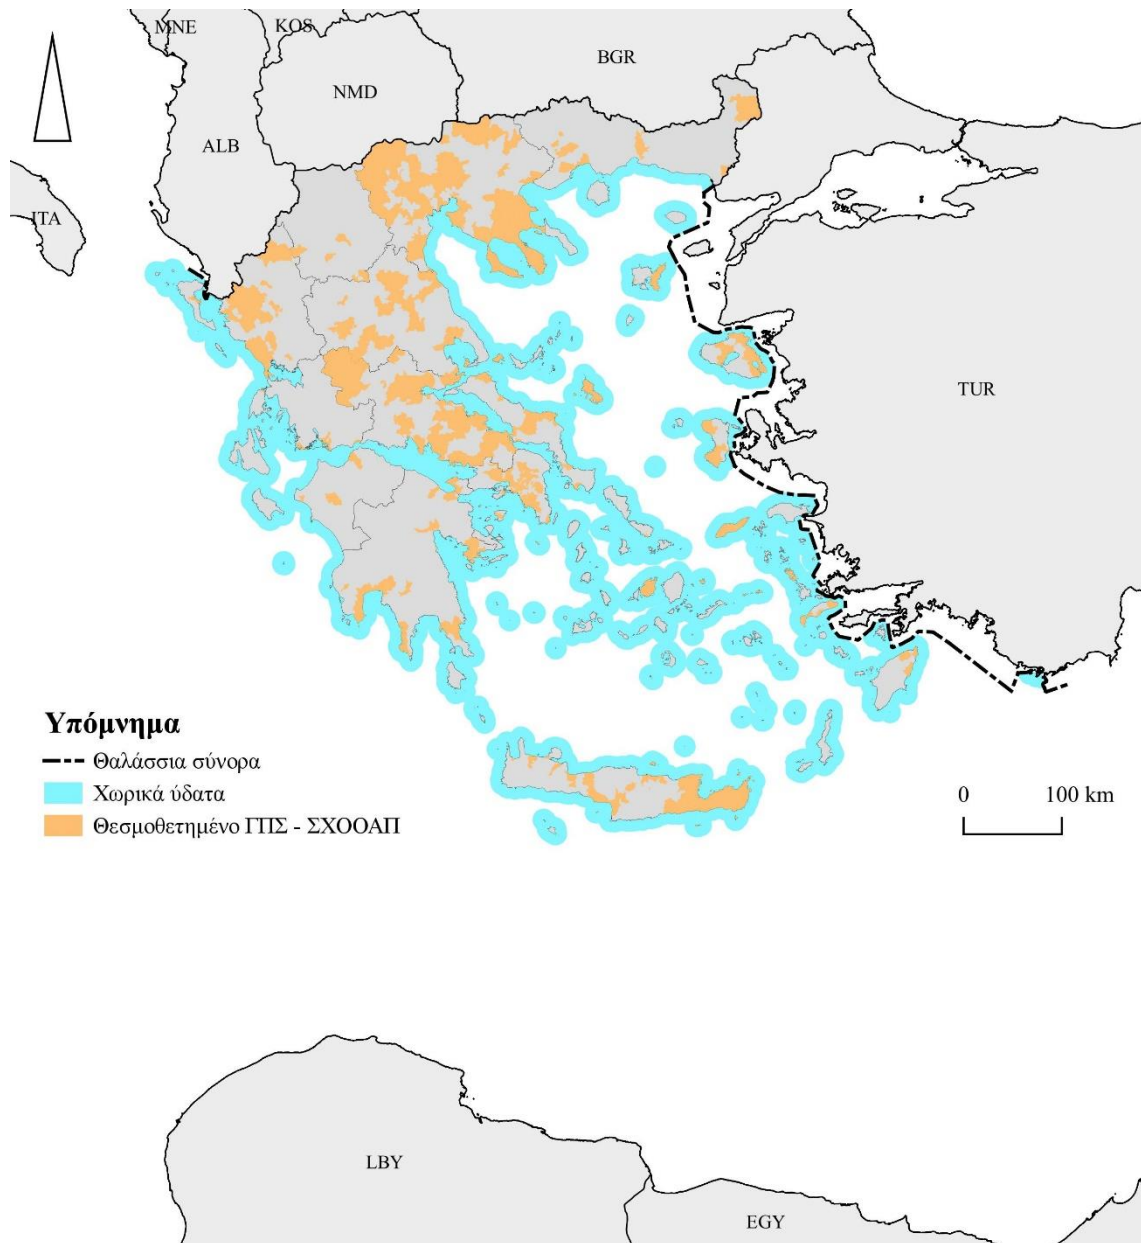 MNE
KOS
BGR
NMD
ALB
ITA
TUR
Υπόμνημα
Θαλάσσια σύνορα
Χωρικά ύδατα
Θεσμοθετημένο ΓΠΣ - ΣΧΟΟΑΠ
0 100 km
LBY
EGY